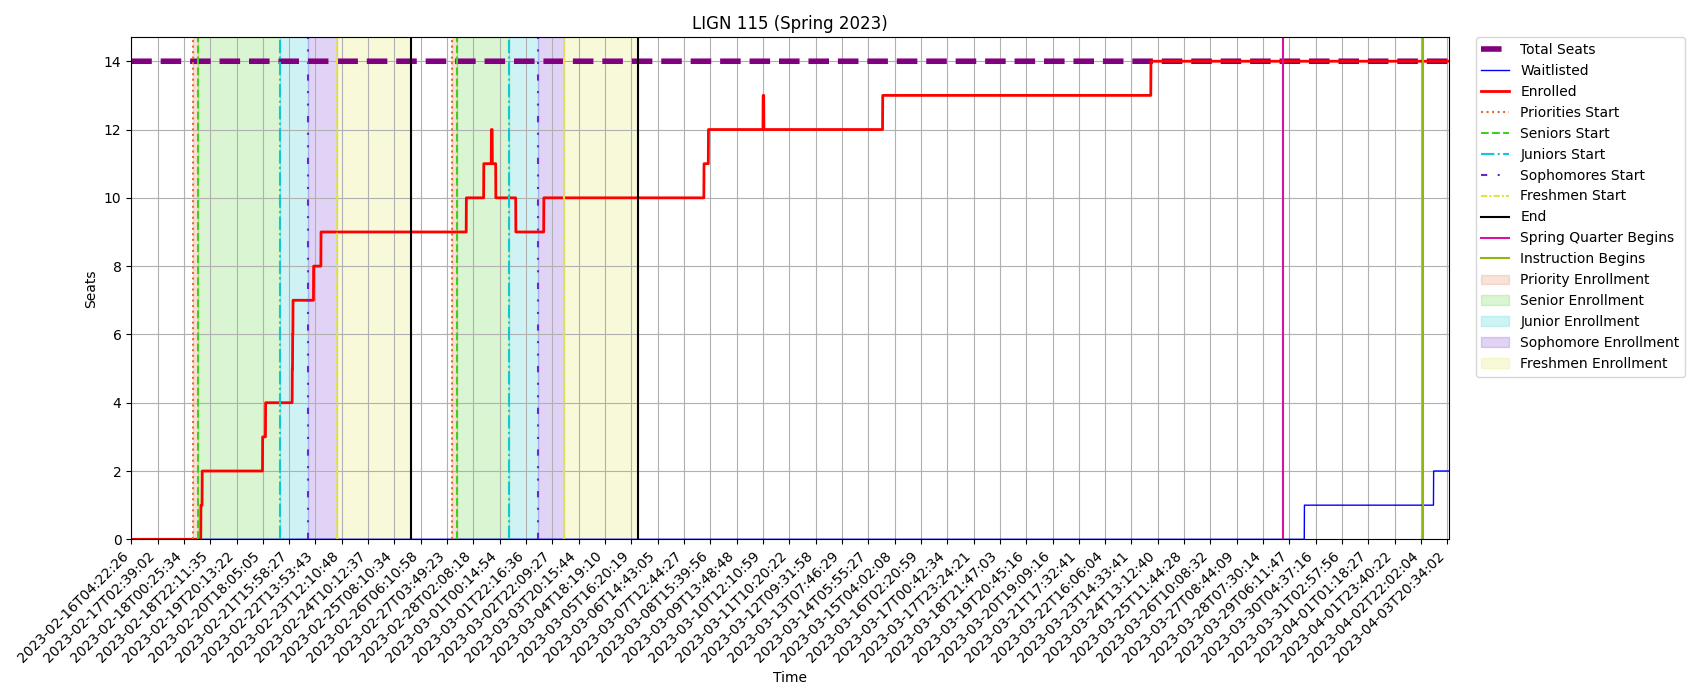 LIGN 115 (Spring 2023)
Seats
14
12
10
8
6
4
2
0
2023-02-16T04:22:26
2023-02-17T02:39:02
2023-02-18T00:25:34
2023-02-18T22:11:35
2023-02-19T20:13:22
2023-02-20T18:05:05
2023-02-21T15:58:27
2023-02-22T13:53:43
2023-02-23T12:10:48
2023-02-24T10:12:37
2023-02-25T08:10:34
2023-02-26T06:10:58
2023-02-27T03:49:23
2023-02-28T02:08:18
2023-03-01T00:14:54
2023-03-01T22:16:36
2023-03-02T22:09:27
2023-03-03T20:15:44
2023-03-04T18:19:10
2023-03-05T16:20:19
2023-03-06T14:43:05
2023-03-07T12:44:27
2023-03-08T15:39:56
2023-03-09T13:48:48
2023-03-10T12:10:59
2023-03-11T10:20:22
2023-03-12T09:31:58
2023-03-13T07:46:29
2023-03-14T05:55:27
2023-03-15T04:02:08
2023-03-16T02:20:59
2023-03-17T00:42:34
2023-03-17T23:24:21
2023-03-18T21:47:03
2023-03-19T20:45:16
2023-03-20T19:09:16
2023-03-21T17:32:41
2023-03-22T16:06:04
2023-03-23T14:33:41
2023-03-24T13:12:40
2023-03-25T11:44:28
2023-03-26T10:08:32
2023-03-27T08:44:09
2023-03-28T07:30:14
2023-03-29T06:11:47
2023-03-30T04:37:16
2023-03-31T02:57:56
2023-04-01T01:18:27
2023-04-01T23:40:22
2023-04-02T22:02:04
2023-04-03T20:34:02
Time
Total Seats
Waitlisted
Enrolled
Priorities Start
Seniors Start
Juniors Start
Sophomores Start
Freshmen Start
End
Spring Quarter Begins
Instruction Begins
Priority Enrollment
Senior Enrollment
Junior Enrollment
Sophomore Enrollment
Freshmen Enrollment